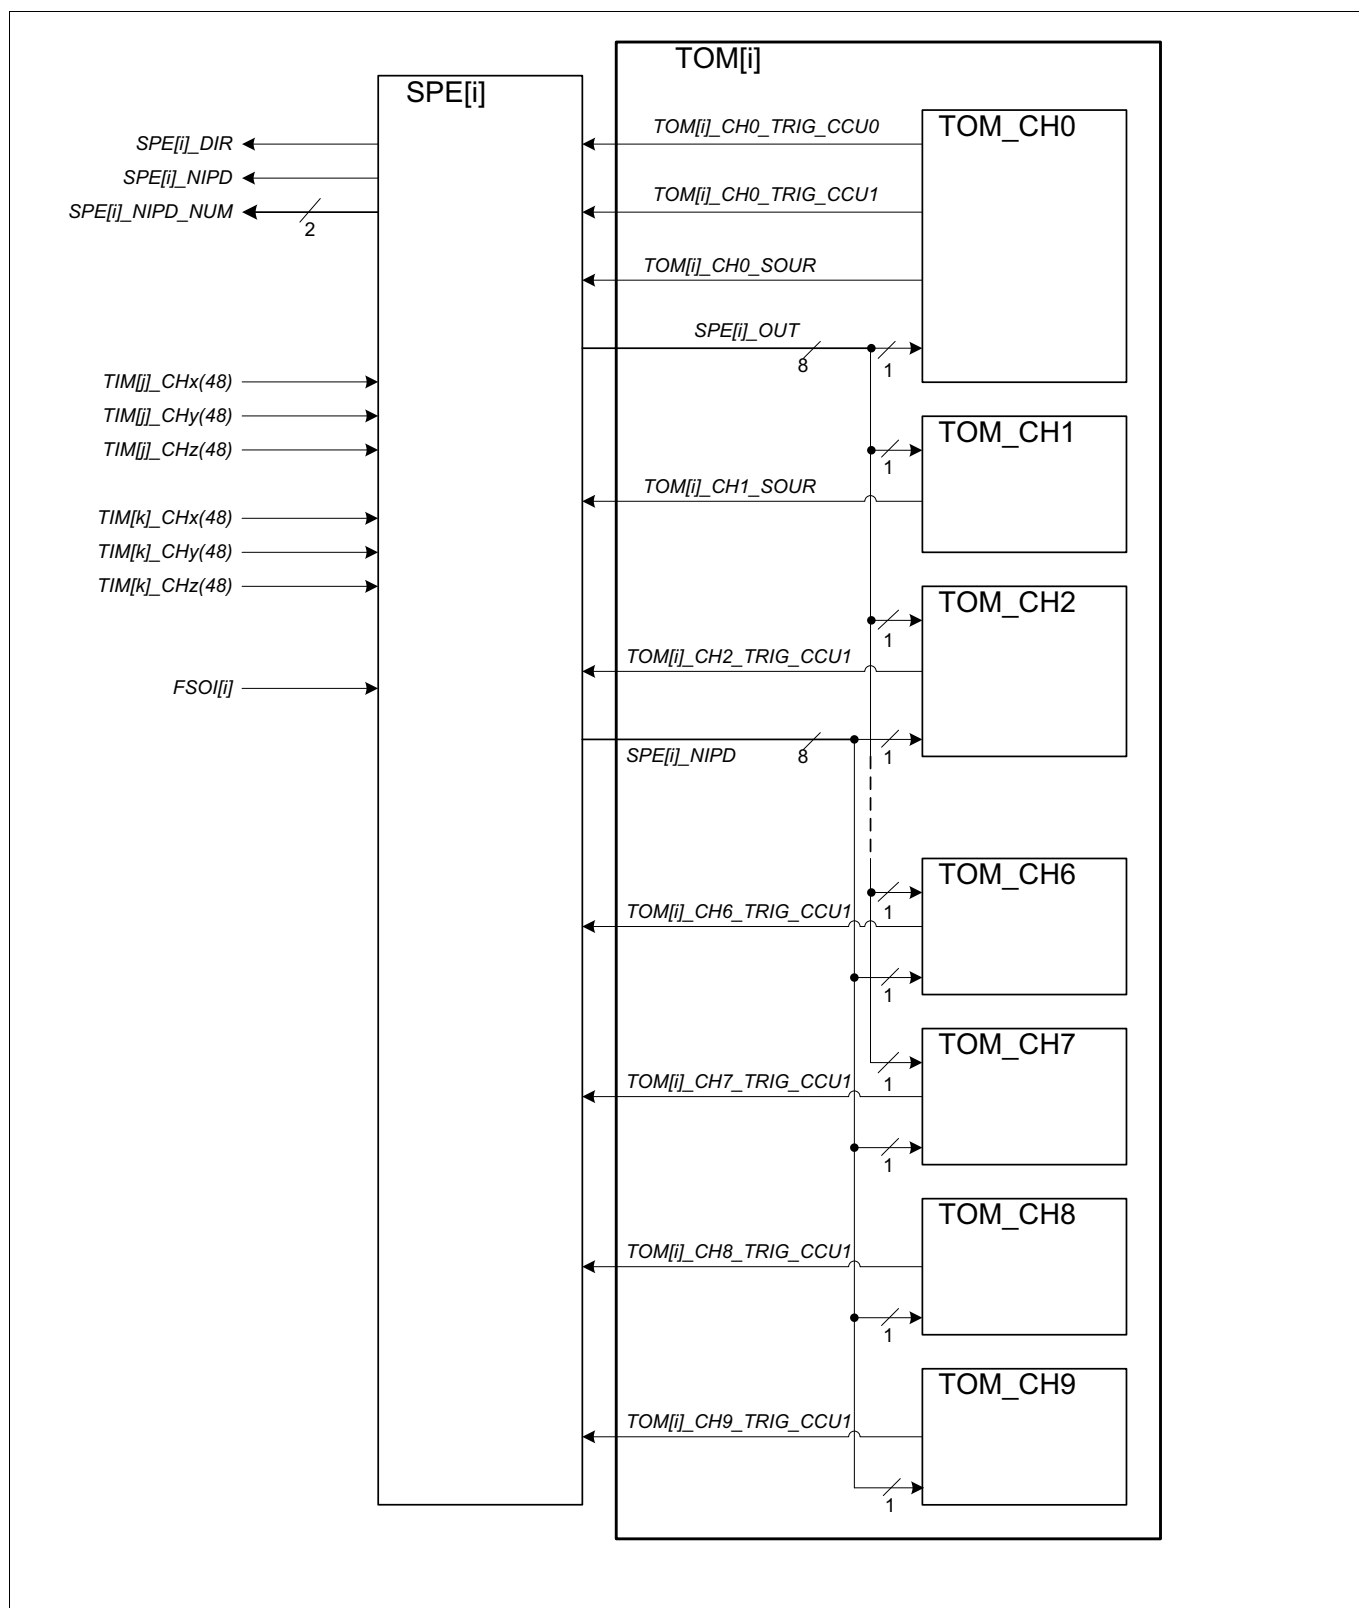 TOM[i]
SPE[i]
TOM[i]_CH0_TRIG_CCU0
TOM_CH0
SPE[i]_DIR
SPE[i]_NIPD
TOM[i]_CH0_TRIG_CCU1
SPE[i]_NIPD_NUM
2
TOM[i]_CH0_SOUR
SPE[i]_OUT
8
1
TIM[j]_CHx(48)
TIM[j]_CHy(48)
TIM[j]_CHz(48)
TOM_CH1
1
TOM[i]_CH1_SOUR
TIM[k]_CHx(48)
TIM[k]_CHy(48)
TIM[k]_CHz(48)
TOM_CH2
1
TOM[i]_CH2_TRIG_CCU1
FSOI[i]
SPE[i]_NIPD
8
1
TOM_CH6
1
TOM[i]_CH6_TRIG_CCU1
1
TOM_CH7
1
TOM[i]_CH7_TRIG_CCU1
1
TOM_CH8
TOM[i]_CH8_TRIG_CCU1
1
TOM_CH9
TOM[i]_CH9_TRIG_CCU1
1